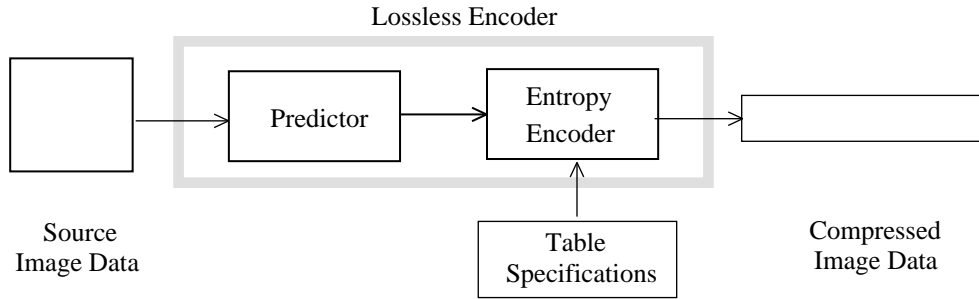 Lossless Encoder
Predictor
Entropy
Encoder
Source
Image Data
Table
Specifications
Compressed
Image Data